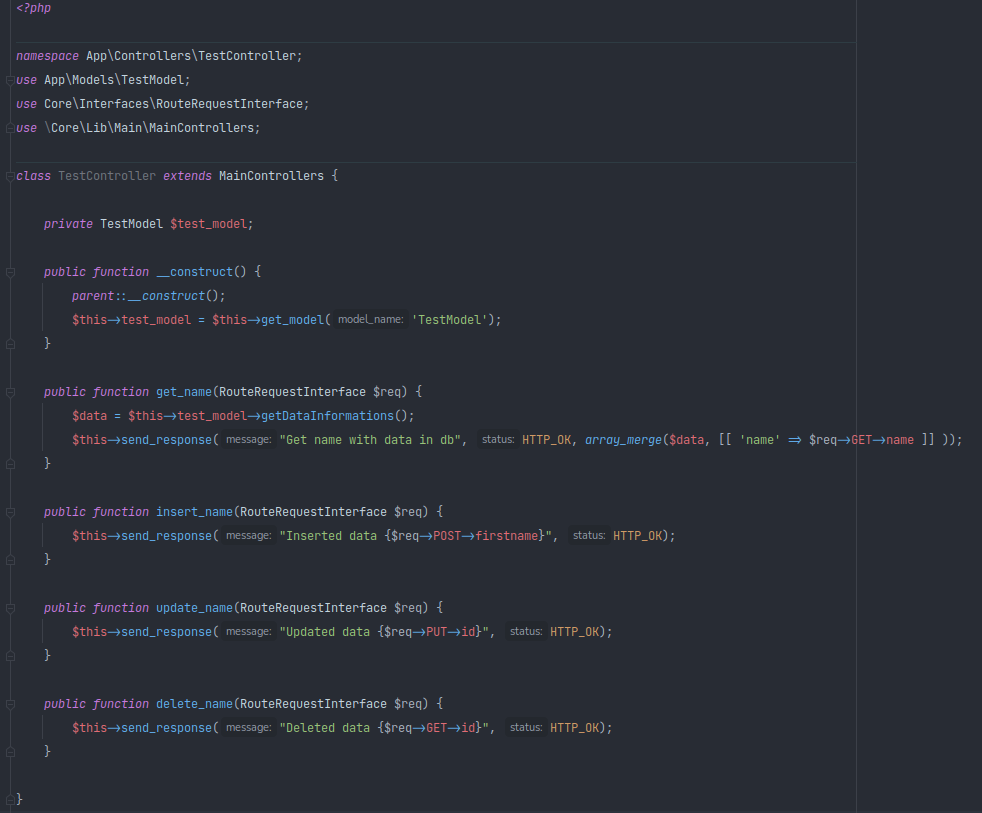 <?php
namespace App\Controllers\TestController;
use App\Models\TestModel;
use Core\Interfaces\RouteRequestInterface;
use \Core\Lib\Main\MainControllers;
class TestController extends MainControllers {
private TestModel $test_model;
public function __construct() {
parent::__construct();
$this->test_model = $this->get_model( model_name: 'TestModel');
}
public function get_name(RouteRequestInterface $req) {
$data = $this->test_model->getDataInformations();
$this->send_response( message: "Get name with data in db", status: HTTP_OK, array_merge($data, [[ 'name' => $req->GET->name ]] ));
}
public function insert_name(RouteRequestInterface $req) {
$this->send_response( message: "Inserted data {$req->POST->firstname}", status: HTTP_OK);
}
public function update_name(RouteRequestInterface $req) {
$this->send_response( message: "Updated data {$req->PUT->id}", status: HTTP_OK);
}
public function delete_name(RouteRequestInterface $req) {
$this->send_response( message: "Deleted data {$req->GET->id}", status: HTTP_OK);
}
}